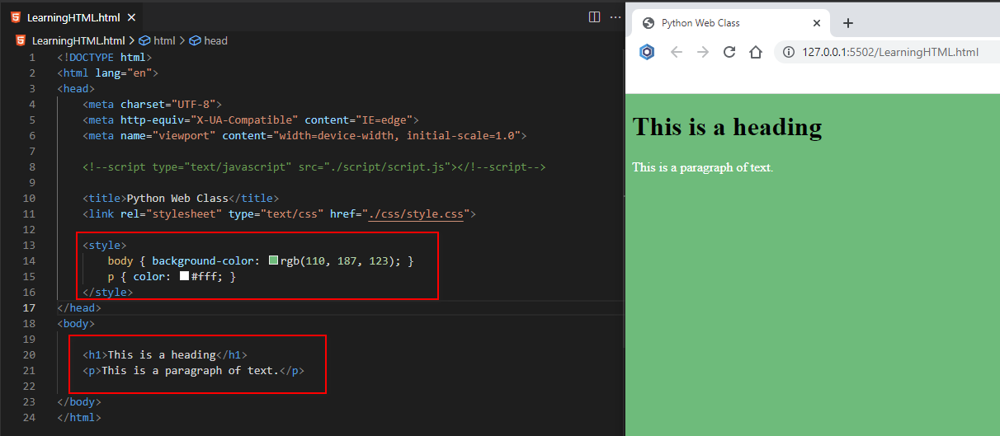 LearningHTML.html
LearningHTML.html > html > head
1 <!DOCTYPE html>
2 <html lang="en">
3 <head>
4 <meta charset="UTF-8">
5 <meta http-equiv="X-UA-Compatible" content="IE=edge">
6 <meta name="viewport" content="width=device-width, initial-scale=1.0">
7
8 <!--script type="text/javascript" src="./script/script.js"></!--script-->
9
10 <title>Python Web Class</title>
11 <link rel="stylesheet" type="text/css" href="./css/style.css">
12
13 <style>
14 body { background-color: rgb(110, 187, 123); }
15 p { color: #fff; }
16 </style>
17 </head>
18 <body>
19
20 <h1>This is a heading</h1>
21 <p>This is a paragraph of text.</p>
22
23 </body>
24 </html>
Python Web Class
127.0.0.1:5502/LearningHTML.html
This is a heading
This is a paragraph of text.